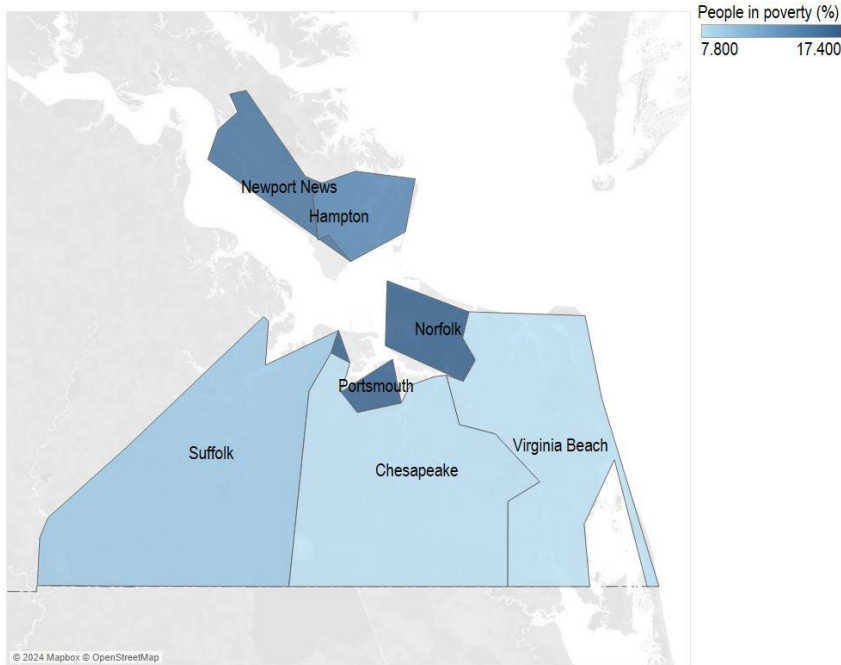 People in poverty (%)
7.800 17.400
Newport News
Hampton
Norfolk
Portsmouth
Suffolk
Virginia Beach
Chesapeake
© 2024 Mapbox © OpenStreetMap